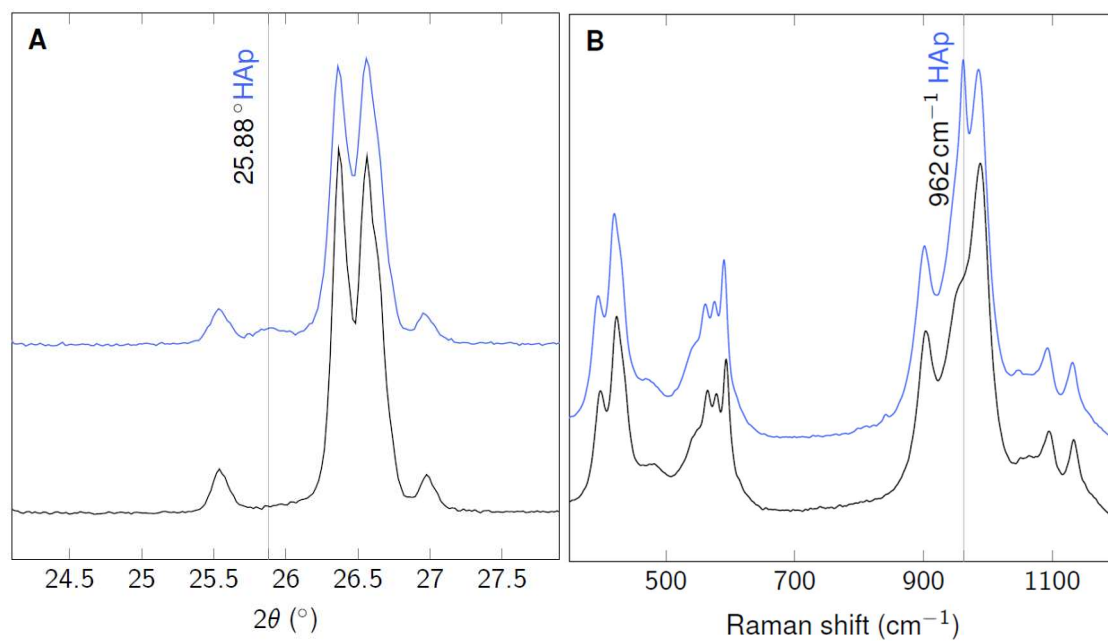 A
25.88 °HAp
24.5 25 25.5 26 26.5 27 27.5
2θ (°)
B
962 cm⁻¹ HAp
500 700 900 1100
Raman shift (cm⁻¹)